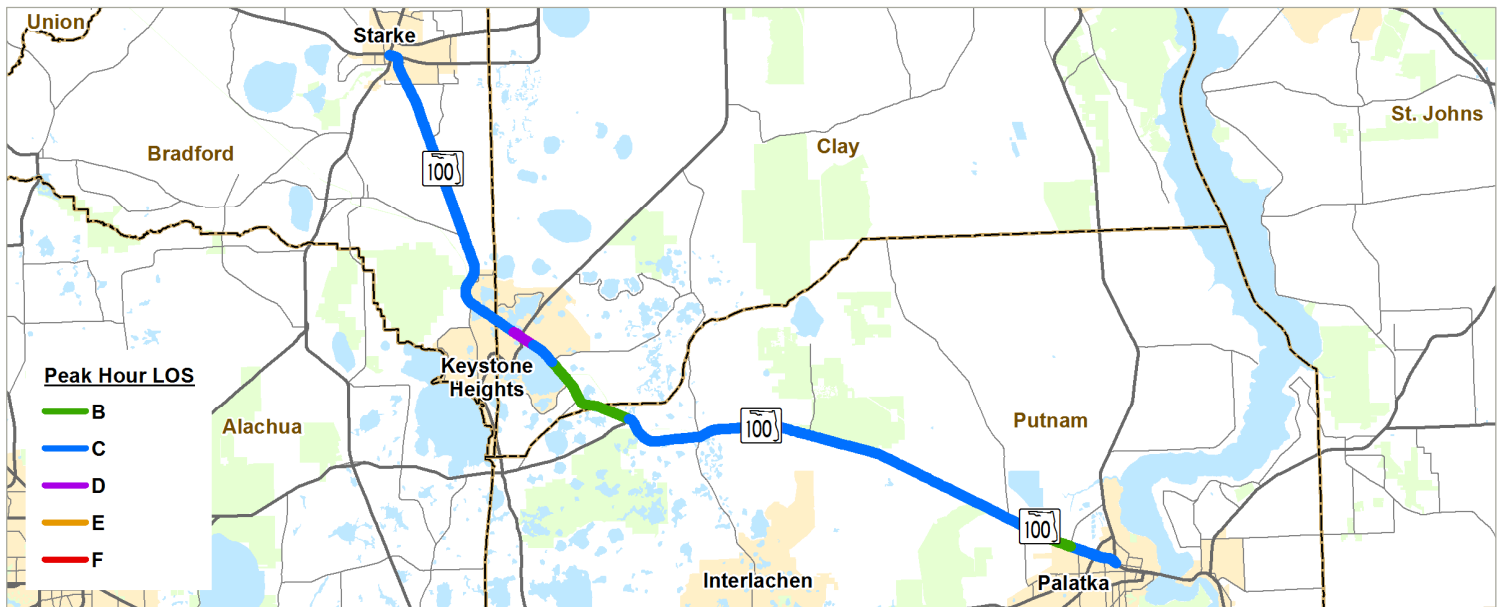 Union
Starke
St. Johns
Clay
Bradford
100
Keystone
Heights
Peak Hour LOS
B
C
D
E
F
Alachua
100
Putnam
100
Interlachen
Palatka